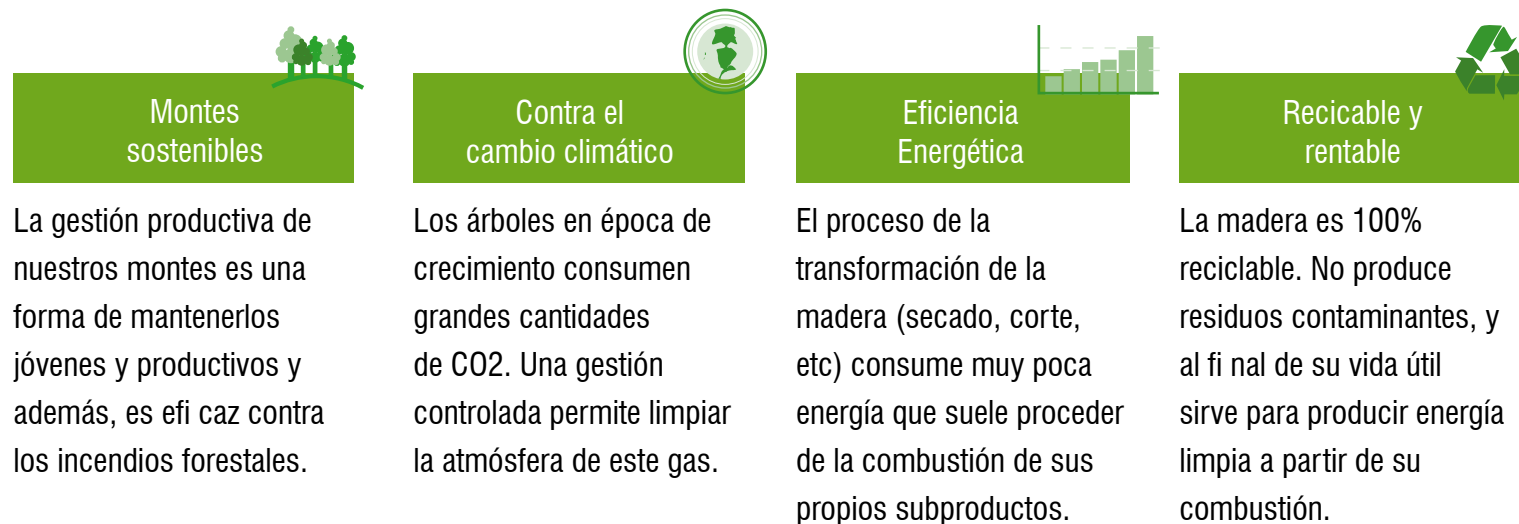 Montes
sostenibles
La gestión productiva de
nuestros montes es una
forma de mantenerlos
jóvenes y productivos y
además, es efi caz contra
los incendios forestales.
Contra el
cambio climático
Los árboles en época de
crecimiento consumen
grandes cantidades
de CO2. Una gestión
controlada permite limpiar
la atmósfera de este gas.
Eficiencia
Energética
El proceso de la
transformación de la
madera (secado, corte,
etc) consume muy poca
energía que suele proceder
de la combustión de sus
propios subproductos.
Recicable y
rentable
La madera es 100%
reciclable. No produce
residuos contaminantes, y
al fi nal de su vida útil
sirve para producir energía
limpia a partir de su
combustión.